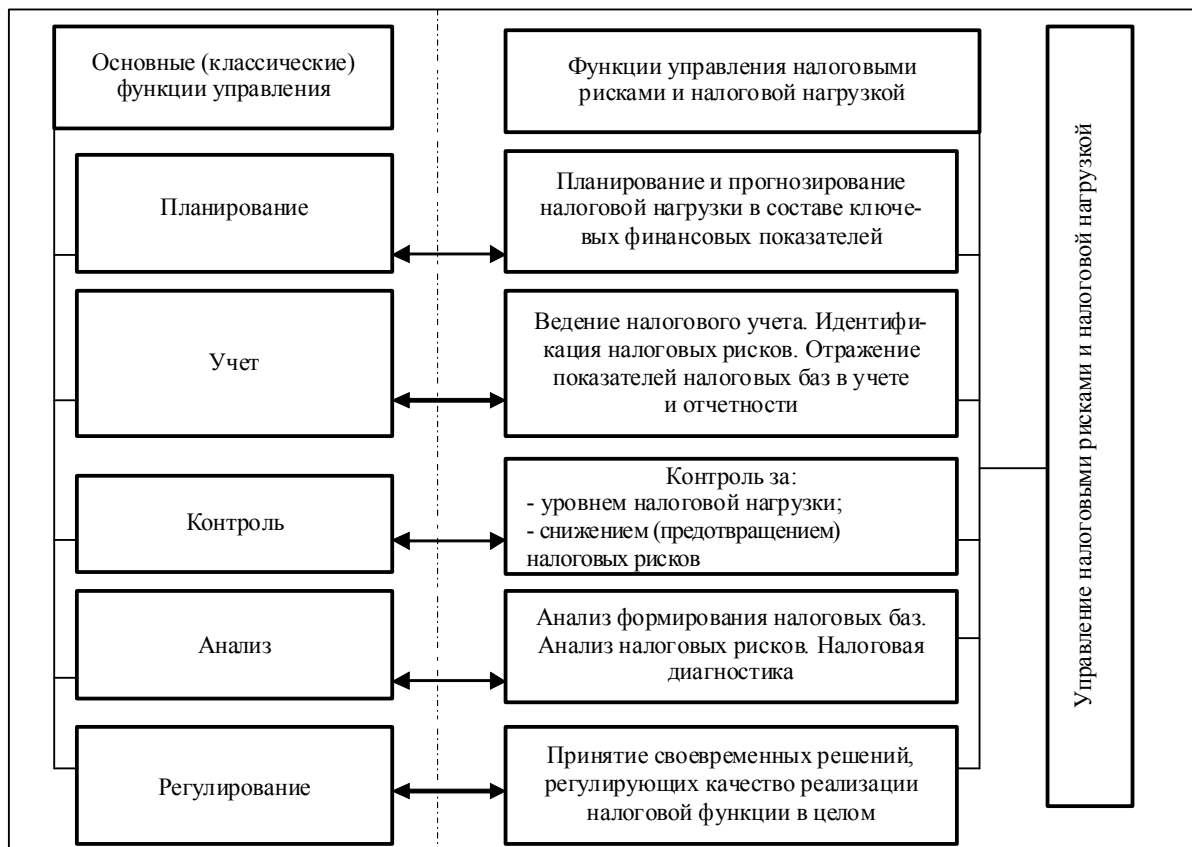 Основные (классические)
функции управления
Функции управления налоговыми
рисками и налоговой нагрузкой
Планирование
Планирование и прогнозирование
налоговой нагрузки в составе ключе-
вых финансовых показателей
Учет
Ведение налогового учета. Идентифи-
кация налоговых рисков. Отражение
показателей налоговых баз в учете
и отчетности
Контроль
Контроль за:
- уровнем налоговой нагрузки;
- снижением (предотвращением)
налоговых рисков
Анализ
Анализ формирования налоговых баз.
Анализ налоговых рисков. Налоговая
диагностика
Регулирование
Принятие своевременных решений,
регулирующих качество реализации
налоговой функции в целом
Управление налоговыми рисками и налоговой нагрузкой